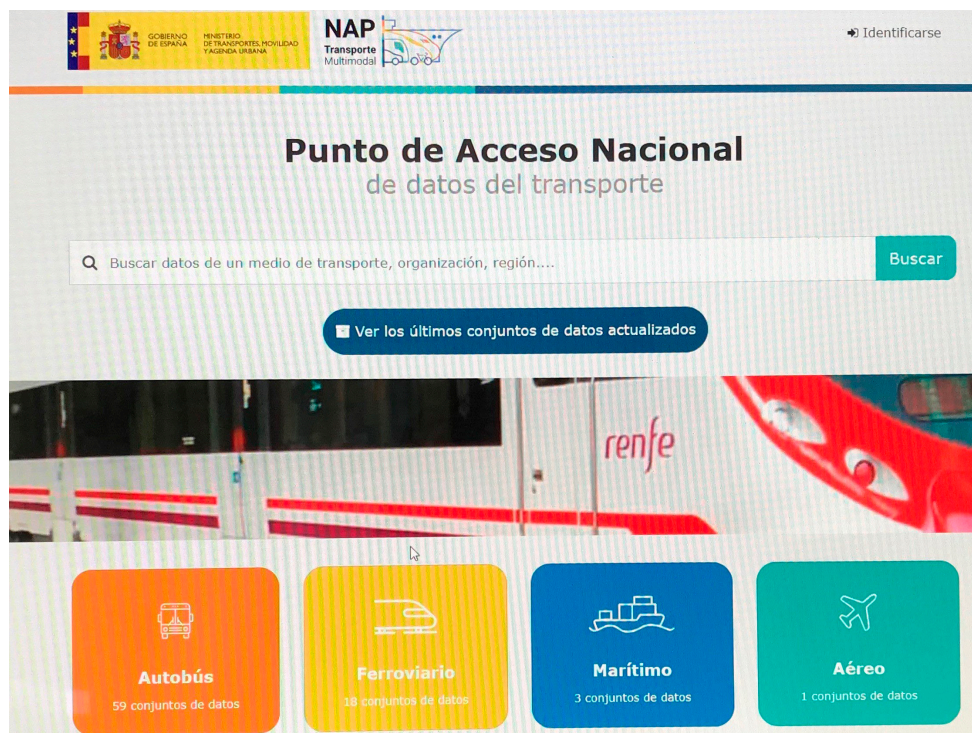 GOBIERNO
DE ESPAÑA
MINISTERIO
DE TRANSPORTES, MOVILIDAD
Y AGENDA URBANA
NAP
Transporte
Multimodal
Identificarse
Punto de Acceso Nacional
de datos del transporte
Buscar datos de un medio de transporte, organización, región....
Buscar
Ver los últimos conjuntos de datos actualizados
renfe
Autobús
59 conjuntos de datos
Ferroviario
18 conjuntos de datos
Marítimo
3 conjuntos de datos
Aéreo
1 conjuntos de datos